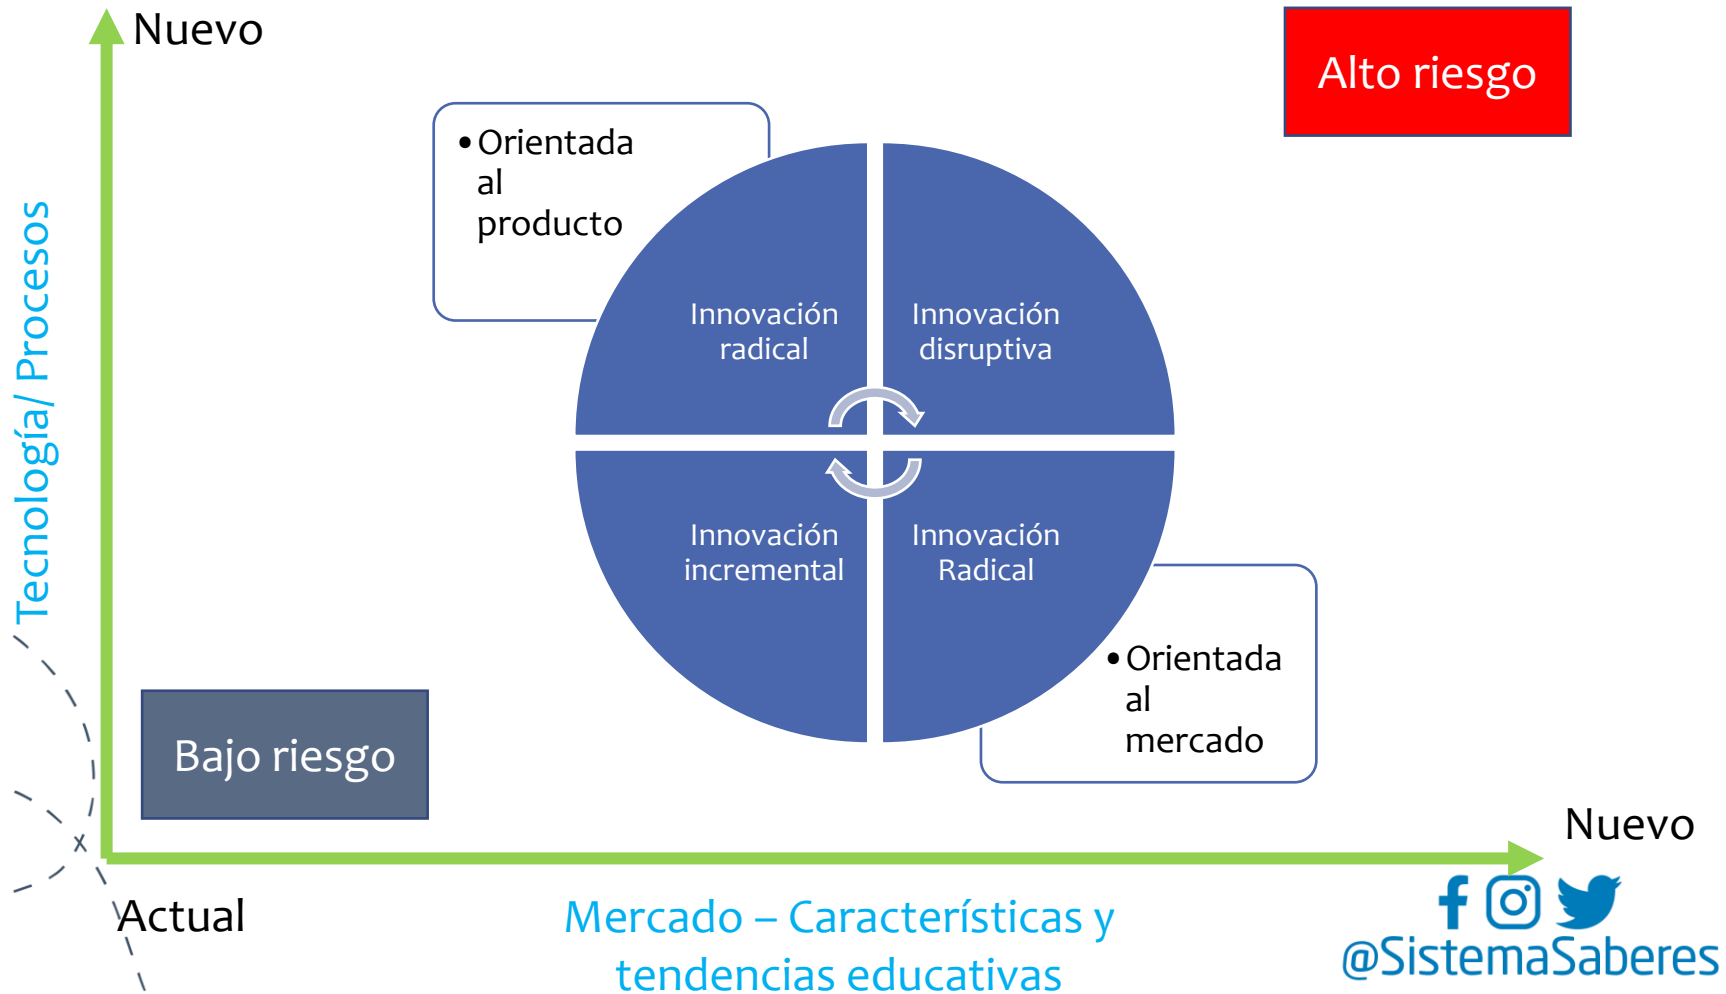 Nuevo
Alto riesgo
•Orientada
al
producto
Tecnología/ Procesos
Innovación
radical
Innovación
disruptiva
Innovación
incremental
Innovación
Radical
•Orientada
al
mercado
Bajo riesgo
Nuevo
Actual
Mercado – Características y
tendencias educativas
@SistemaSaberes